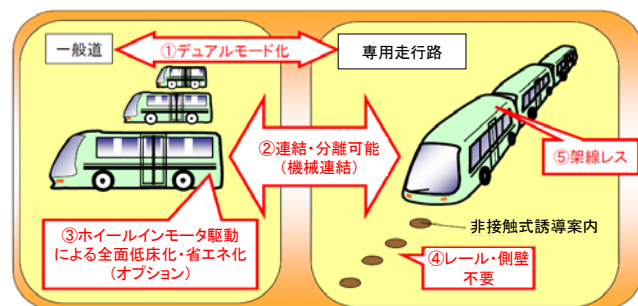 一般道
①デュアルモード化
専用走行路
②連結・分離可能
(機械連結)
⑤架線レス
③ホイールインモータ駆動
による全面低床化・省エネ化
(オプション)
非接触式誘導案内
④レール・側壁
不要